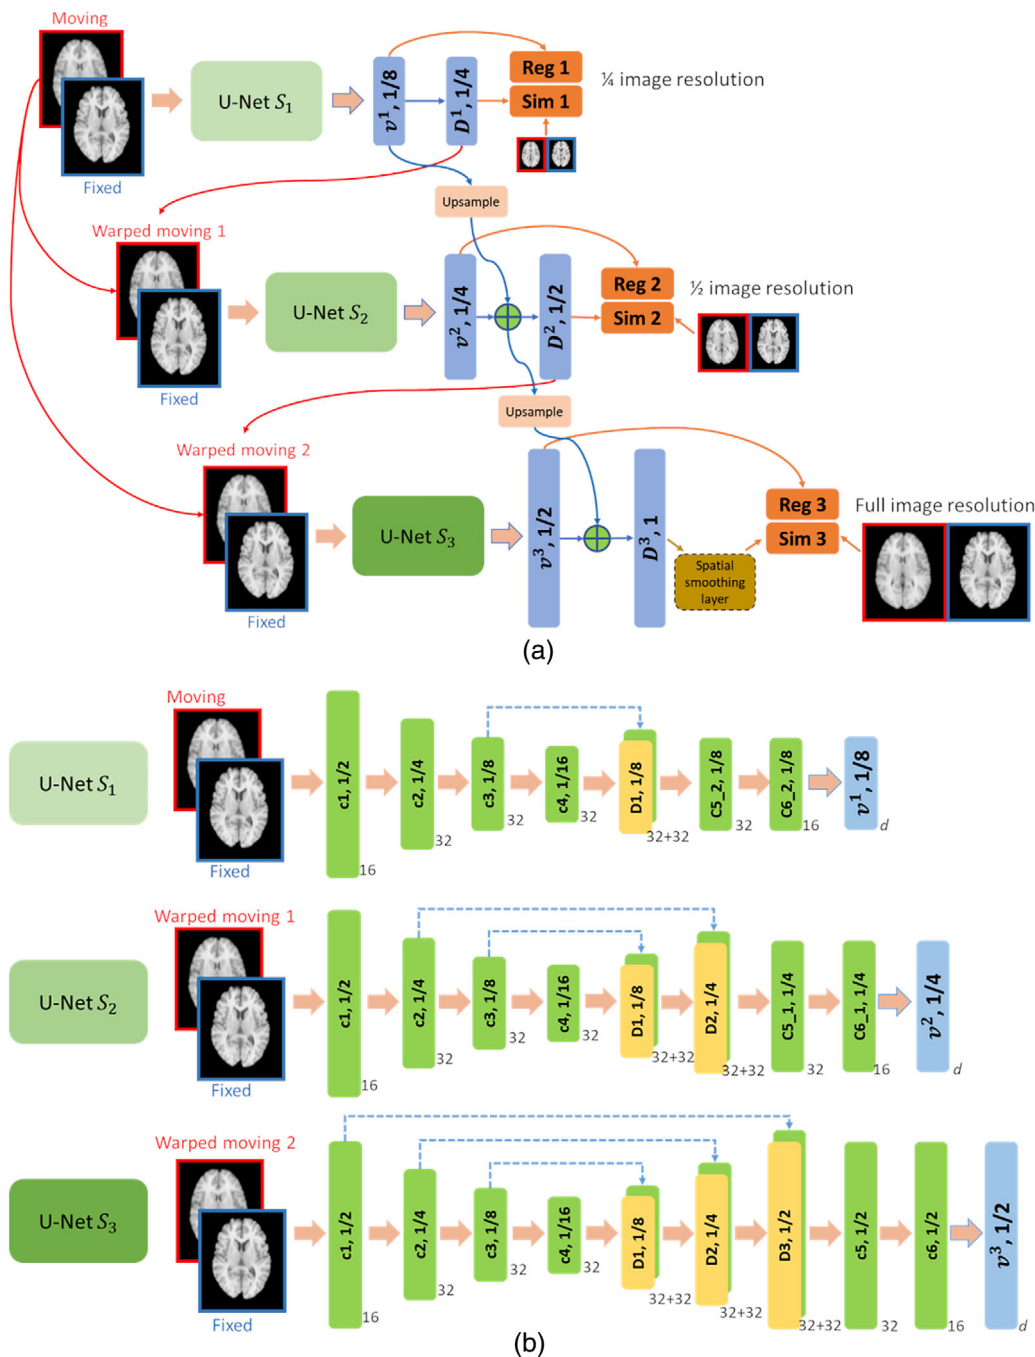 Moving
Fixed
U-Net S₁
v¹, 1/8
D¹, 1/4
Reg 1
Sim 1
¼ image resolution
Upsample
Warped moving 1
Fixed
U-Net S₂
v², 1/4
D², 1/2
Reg 2
Sim 2
½ image resolution
Upsample
Warped moving 2
Fixed
U-Net S₃
v³, 1/2
D³, 1
Spatial
smoothing
layer
Reg 3
Sim 3
Full image resolution
(a)
U-Net S₁
Moving
Fixed
c1, 1/2
16
c2, 1/4
32
c3, 1/8
32
c4, 1/16
32
D1, 1/8
32+32
C5_2, 1/8
32
C6_2, 1/8
16
v¹, 1/8
d
U-Net S₂
Warped moving 1
Fixed
c1, 1/2
16
c2, 1/4
32
c3, 1/8
32
c4, 1/16
32
D1, 1/8
32+32
D2, 1/4
32+32
C5_1, 1/4
32
C6_1, 1/4
16
v², 1/4
d
U-Net S₃
Warped moving 2
Fixed
c1, 1/2
16
c2, 1/4
32
c3, 1/8
32
c4, 1/16
32
D1, 1/8
32+32
D2, 1/4
32+32
D3, 1/2
32+32
c5, 1/2
32
c6, 1/2
16
v³, 1/2
d
(b)